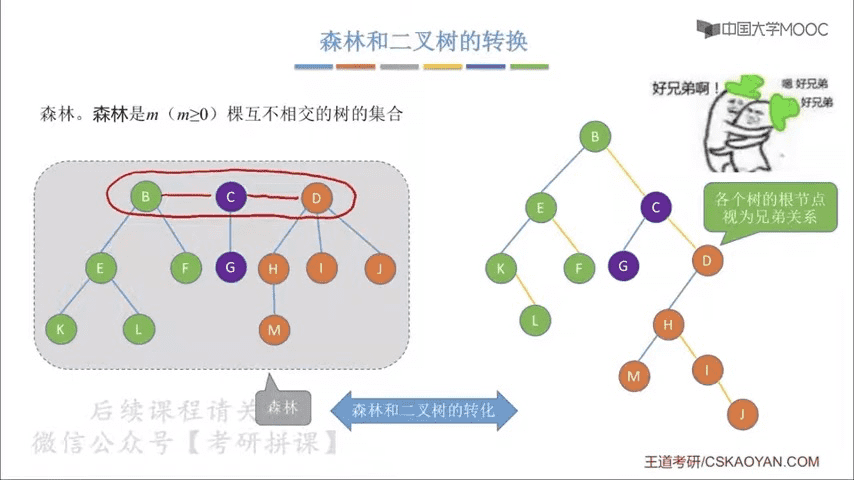 森林和二叉树的转换
中国大学MOOC
森林。森林是m（m≥0）棵互不相交的树的集合
好兄弟啊！
嗯 好兄弟
好兄弟
B
C
D
E
F
G
H
I
J
K
L
M
森林
B
E
C
各个树的根节点
视为兄弟关系
K
F
G
D
L
H
M
I
J
森林和二叉树的转化
后续课程请关
微信公众号【考研拼课】
王道考研/CSKAOYAN.COM